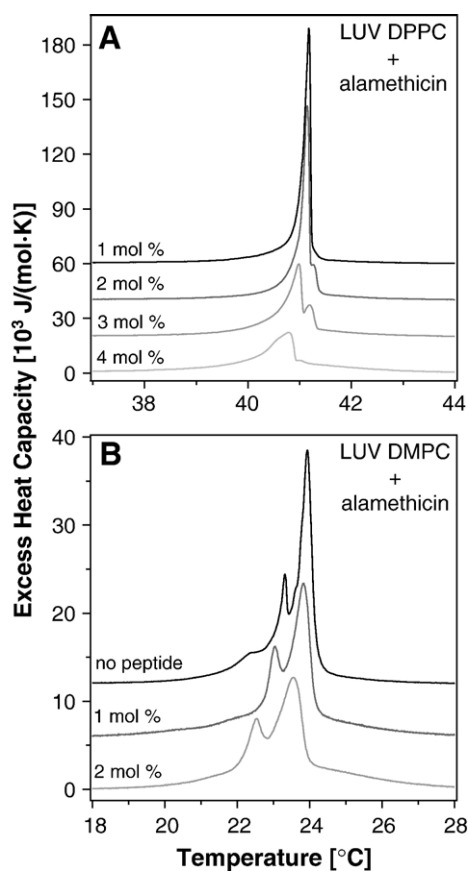 Excess Heat Capacity [10³ J/(mol·K)]
A
LUV DPPC
+
alamethicin
180
150
120
90
60
30
0
1 mol %
2 mol %
3 mol %
4 mol %
38
40
42
44
B
LUV DMPC
+
alamethicin
40
30
20
10
0
no peptide
1 mol %
2 mol %
18
20
22
24
26
28
Temperature [°C]